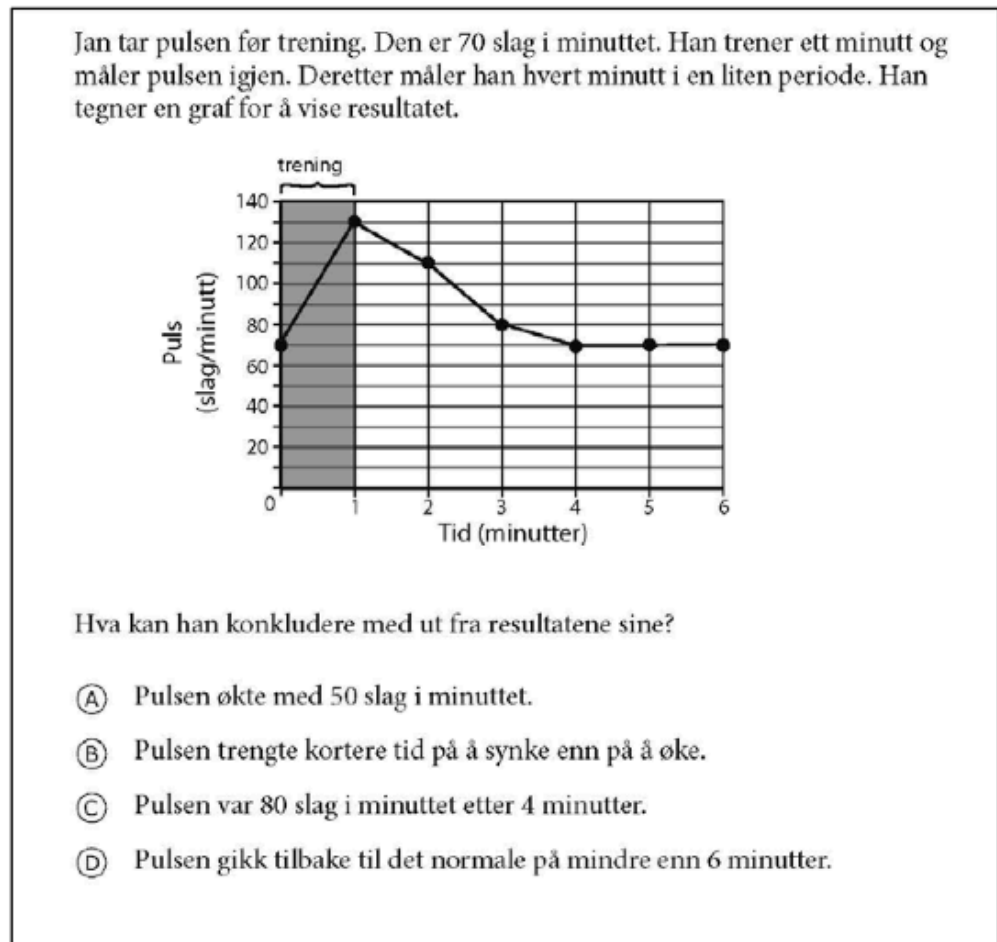 Jan tar pulsen før trening. Den er 70 slag i minuttet. Han trener ett minutt og
måler pulsen igjen. Deretter måler han hvert minutt i en liten periode. Han
tegner en graf for å vise resultatet.
trening
140
120
100
80
60
40
20
Puls
(slag/minutt)
0 1 2 3 4 5 6
Tid (minutter)
Hva kan han konkludere med ut fra resultatene sine?
A Pulsen økte med 50 slag i minuttet.
B Pulsen trengte kortere tid på å synke enn på å øke.
C Pulsen var 80 slag i minuttet etter 4 minutter.
D Pulsen gikk tilbake til det normale på mindre enn 6 minutter.